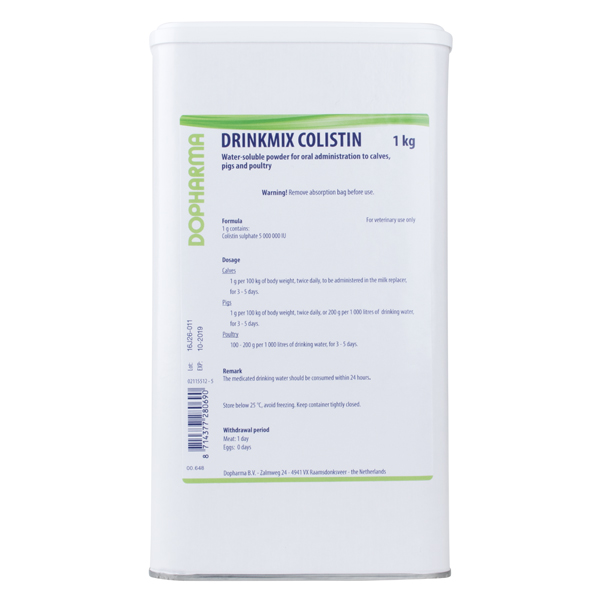 DOPHARMA
DRINKMIX COLISTIN 1 kg
Water-soluble powder for oral administration to calves,
pigs and poultry
Warning! Remove absorption bag before use.
Formula For veterinary use only
1 g contains:
Colistin sulphate 5 000 000 IU
Dosage
Calves
1 g per 100 kg of body weight, twice daily, to be administered in the milk replacer,
for 3 - 5 days.
Pigs
1 g per 100 kg of body weight, twice daily, or 200 g per 1 000 litres of drinking water,
for 3 - 5 days.
Poultry
100 - 200 g per 1 000 litres of drinking water, for 3 - 5 days.
Remark
The medicated drinking water should be consumed within 24 hours.
Store below 25 °C, avoid freezing. Keep container tightly closed.
Withdrawal period
Meat: 1 day
Eggs: 0 days
Dopharma B.V. - Zalmweg 24 - 4941 VX Raamsdonksveer - the Netherlands
Lot: 16J26-011
EXP: 10-2019
02113512 - 5
8 714377 280690
00.648